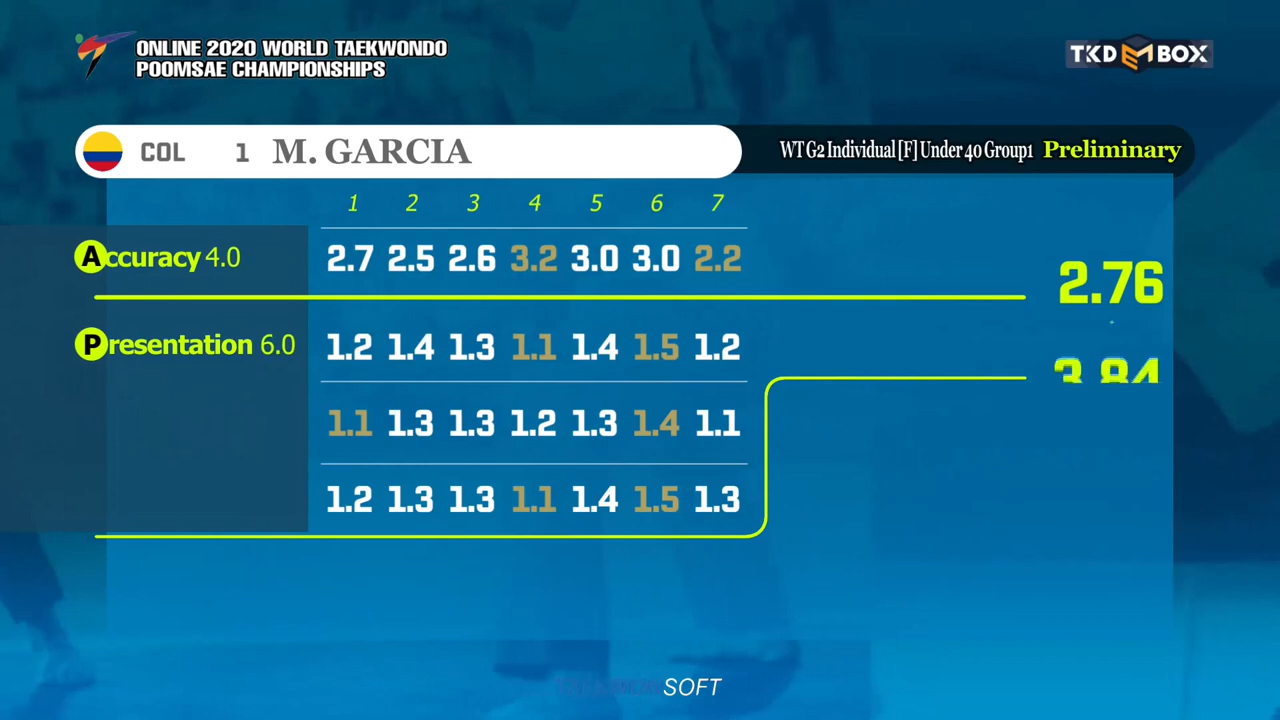 ONLINE 2020 WORLD TAEKWONDO
POOMSAE CHAMPIONSHIPS
TKD BOX
COL 1 M. GARCIA
WT G2 Individual [F] Under 40 Group1 Preliminary
1 2 3 4 5 6 7
Accuracy 4.0 2.7 2.5 2.6 3.2 3.0 3.0 2.2
2.76
Presentation 6.0 1.2 1.4 1.3 1.1 1.4 1.5 1.2
3.84
1.1 1.3 1.3 1.2 1.3 1.4 1.1
1.2 1.3 1.3 1.1 1.4 1.5 1.3
SOFT